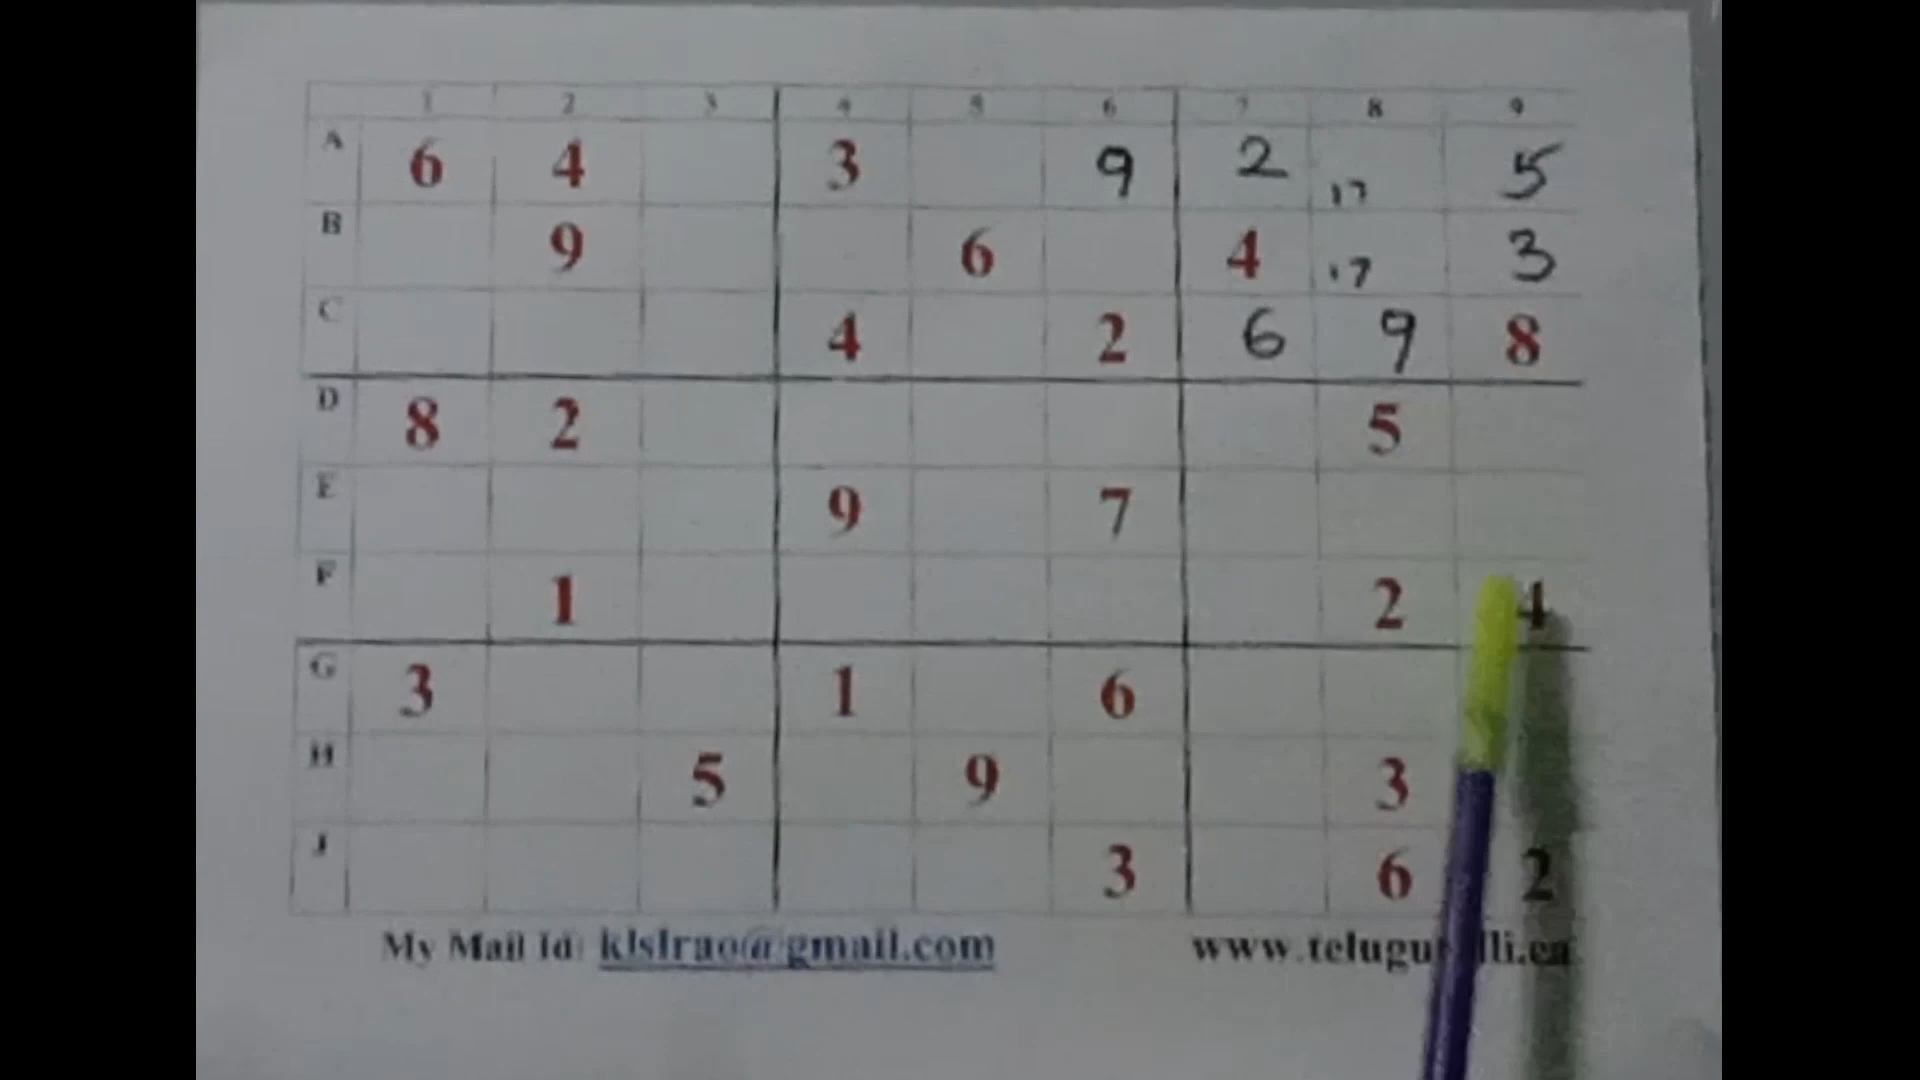 1 2 3 4 5 6 7 8 9
A 6 4 3 9 2 17 5
B 9 6 4 17 3
C 4 2 6 9 8
D 8 2 5
E 9 7
F 1 2 4
G 3 1 6
H 5 9 3
J 3 6 2
My Mail Id: klslrao@gmail.com